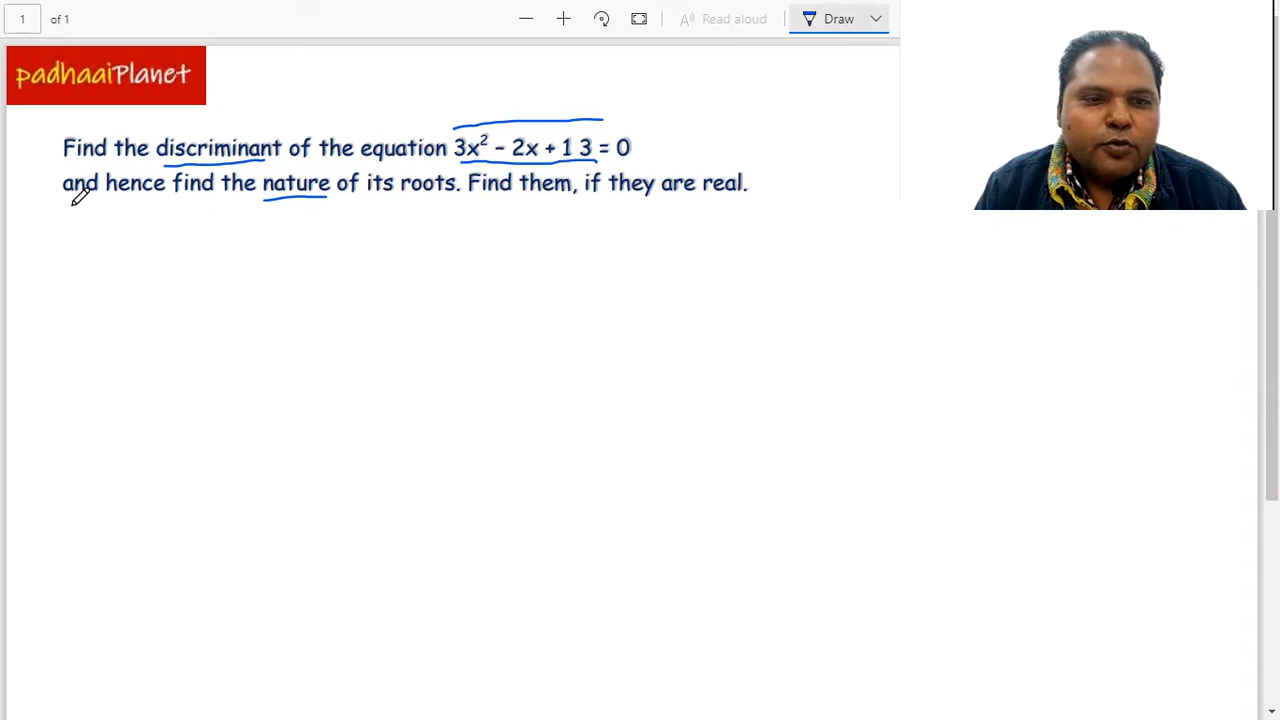 1 of 1 Read aloud Draw
padhaaiPlanet
Find the discriminant of the equation 3x² - 2x + 1 3 = 0
and hence find the nature of its roots. Find them, if they are real.